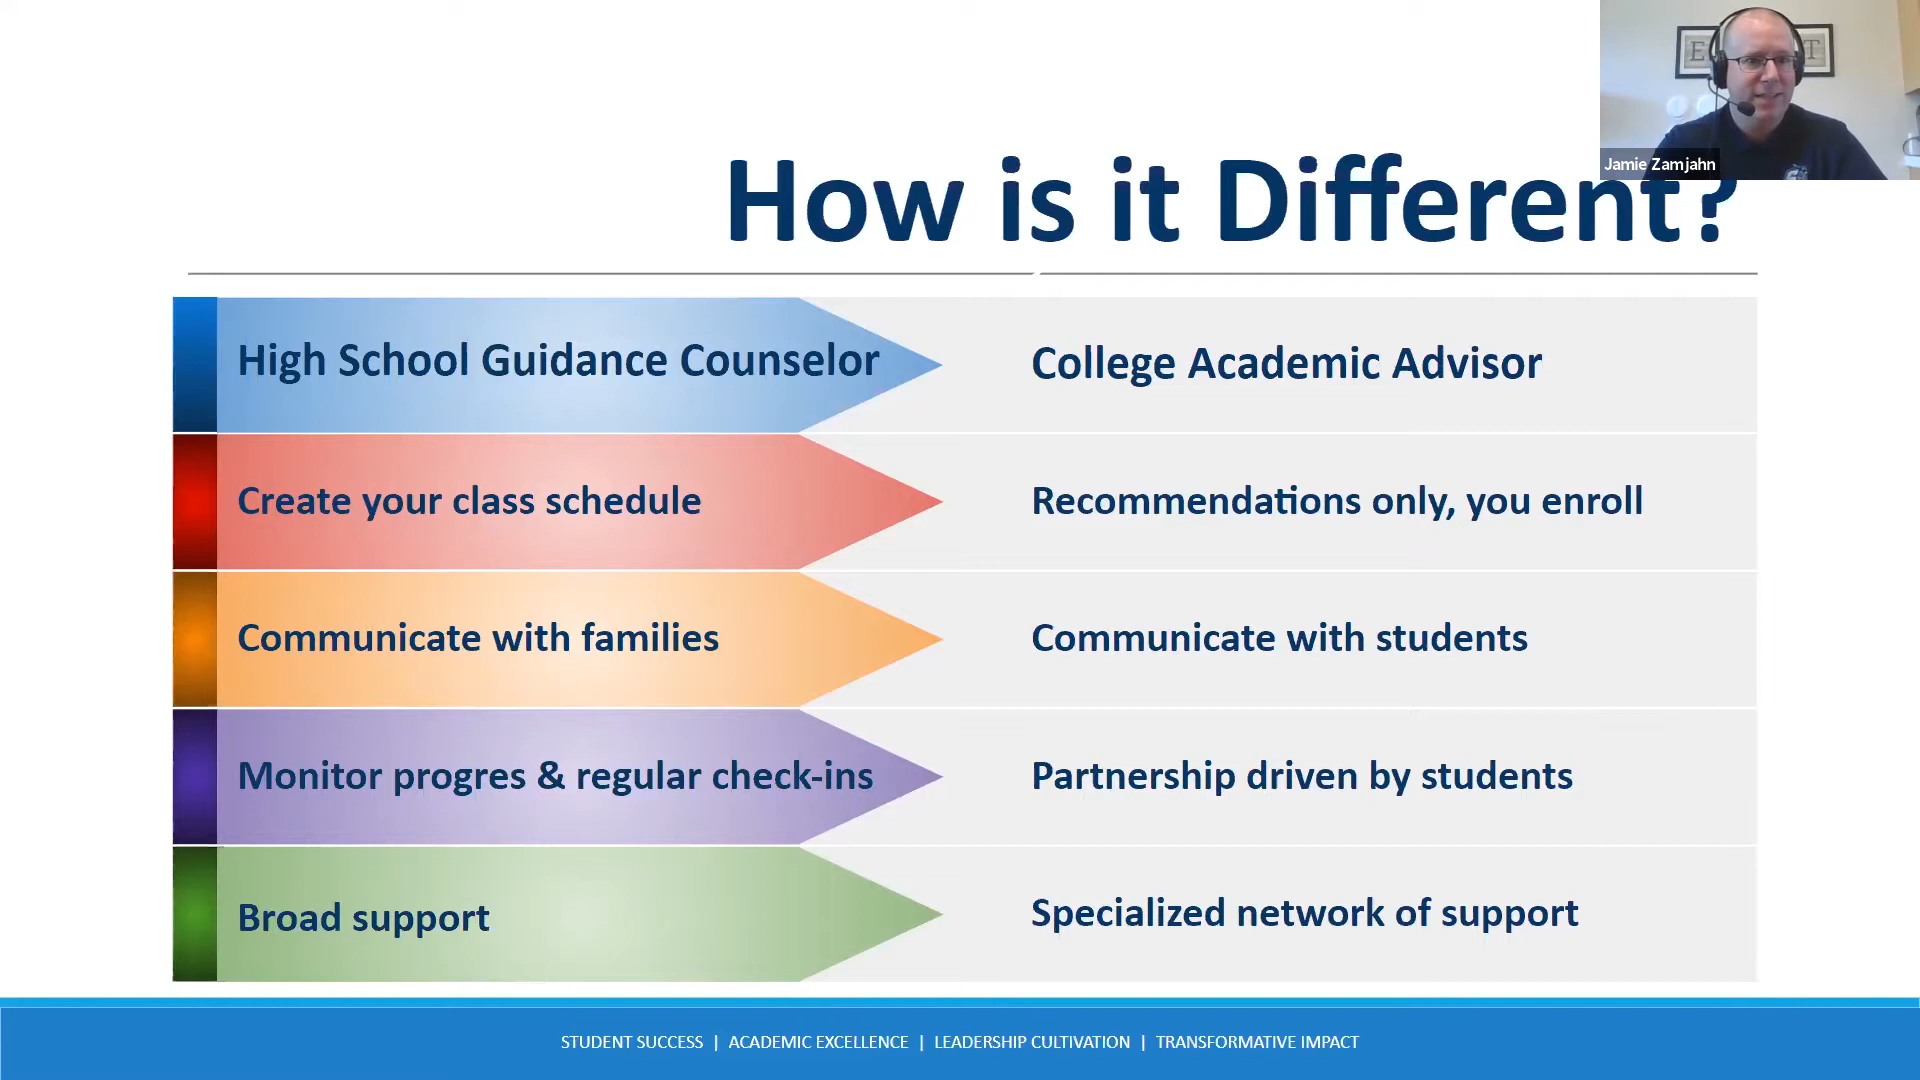 Jamie Zamjahn
How is it Different?
High School Guidance Counselor
College Academic Advisor
Create your class schedule
Recommendations only, you enroll
Communicate with families
Communicate with students
Monitor progres & regular check-ins
Partnership driven by students
Broad support
Specialized network of support
STUDENT SUCCESS | ACADEMIC EXCELLENCE | LEADERSHIP CULTIVATION | TRANSFORMATIVE IMPACT